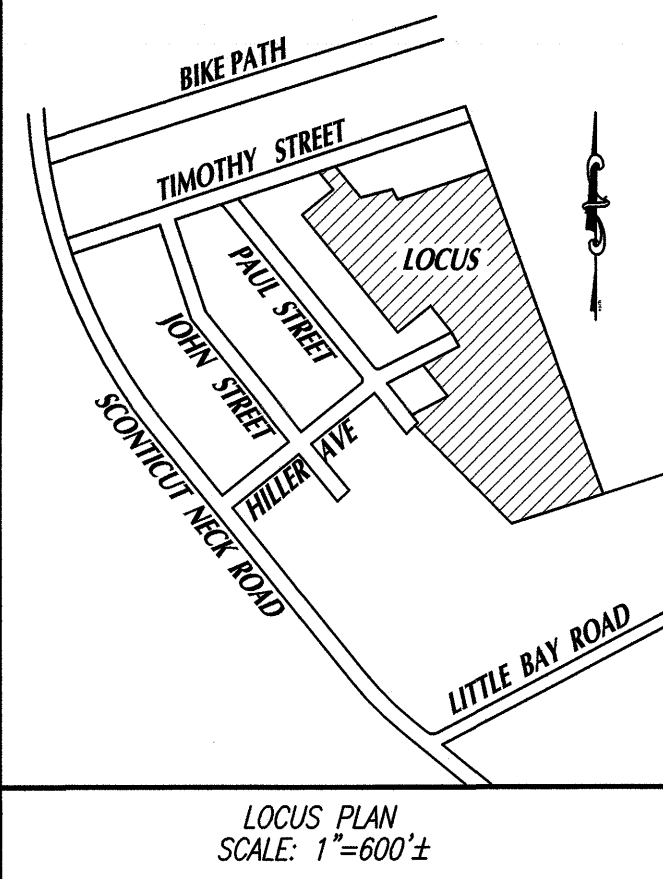 BIKE PATH
TIMOTHY STREET
LOCUS
PAUL STREET
JOHN STREET
HILLER AVE
SCONTICUT NECK ROAD
LITTLE BAY ROAD
LOCUS PLAN
SCALE: 1"=600'±